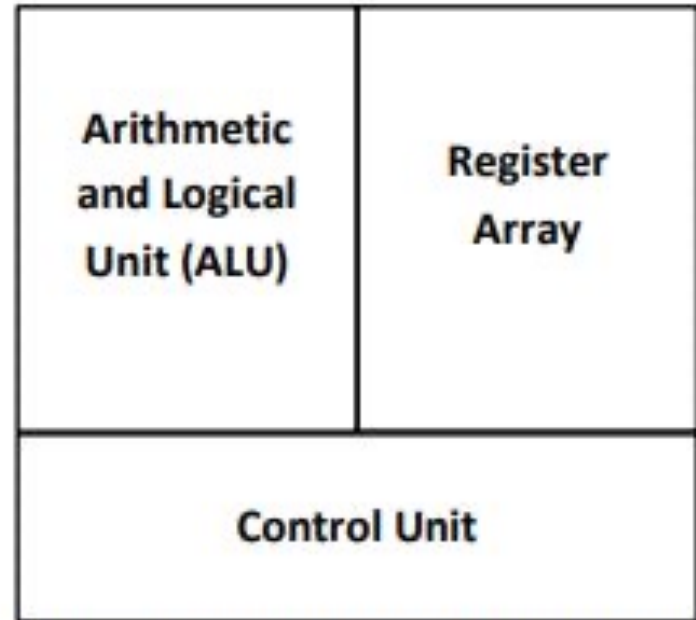 Arithmetic
and Logical
Unit (ALU)
Register
Array
Control Unit